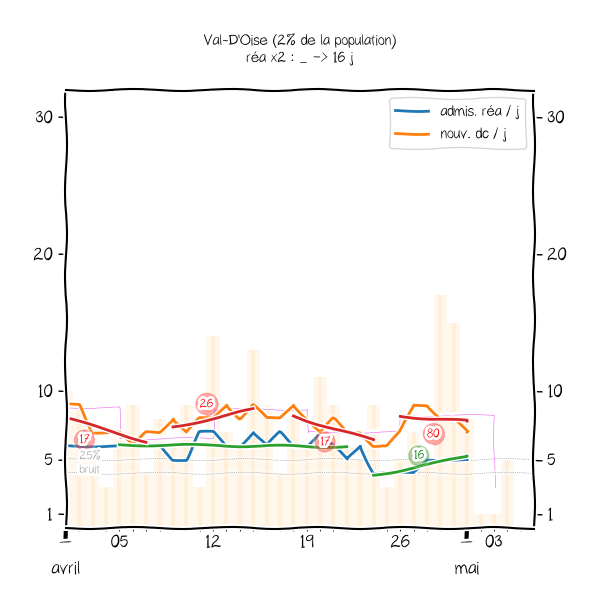 Val-D'Oise (2% de la population)
réa x2 : _ -> 16 j
admis. réa / j
nouv. dc / j
30
30
20
20
10
10
26
17
17
80
16
5
25%
bruit
5
1
1
_ 05 12 19 26 _ 03
avril mai